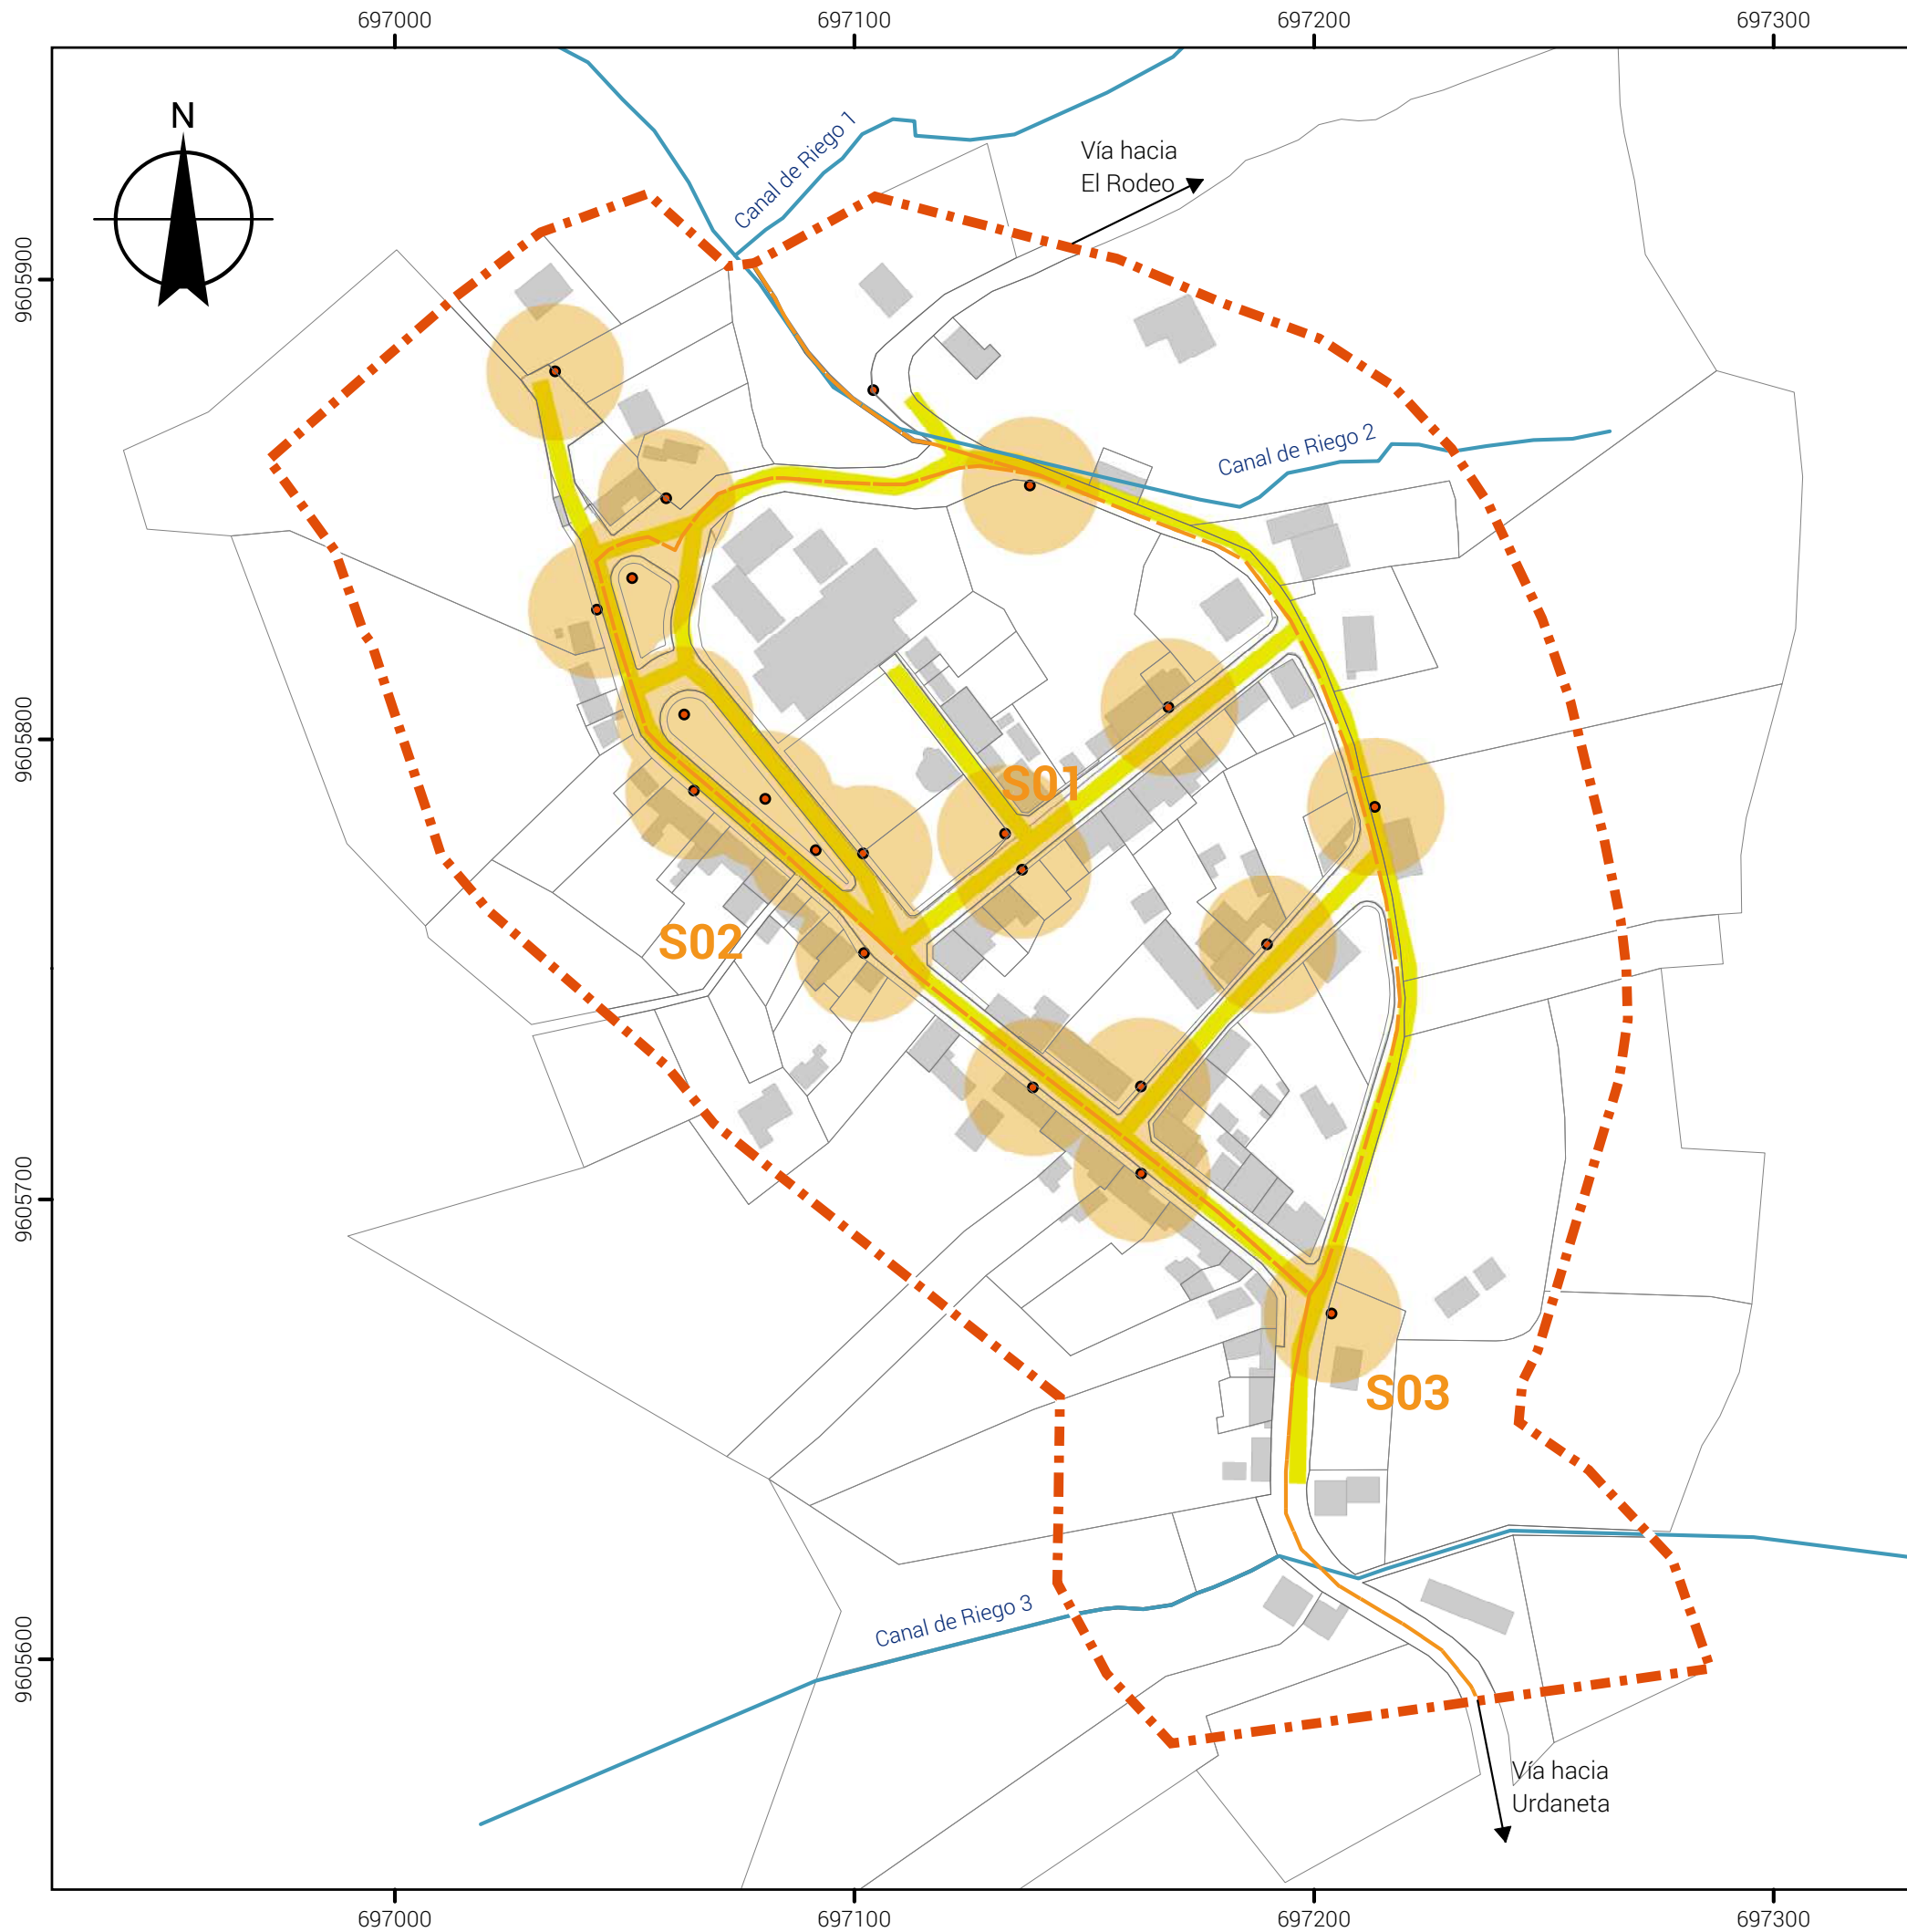 697000
697100
697200
697300
N
Canal de Riego 1
Vía hacia
El Rodeo
9605900
Canal de Riego 2
9605800
S01
S02
9605700
S03
9605600
Canal de Riego 3
Vía hacia
Urdaneta
697000
697100
697200
697300